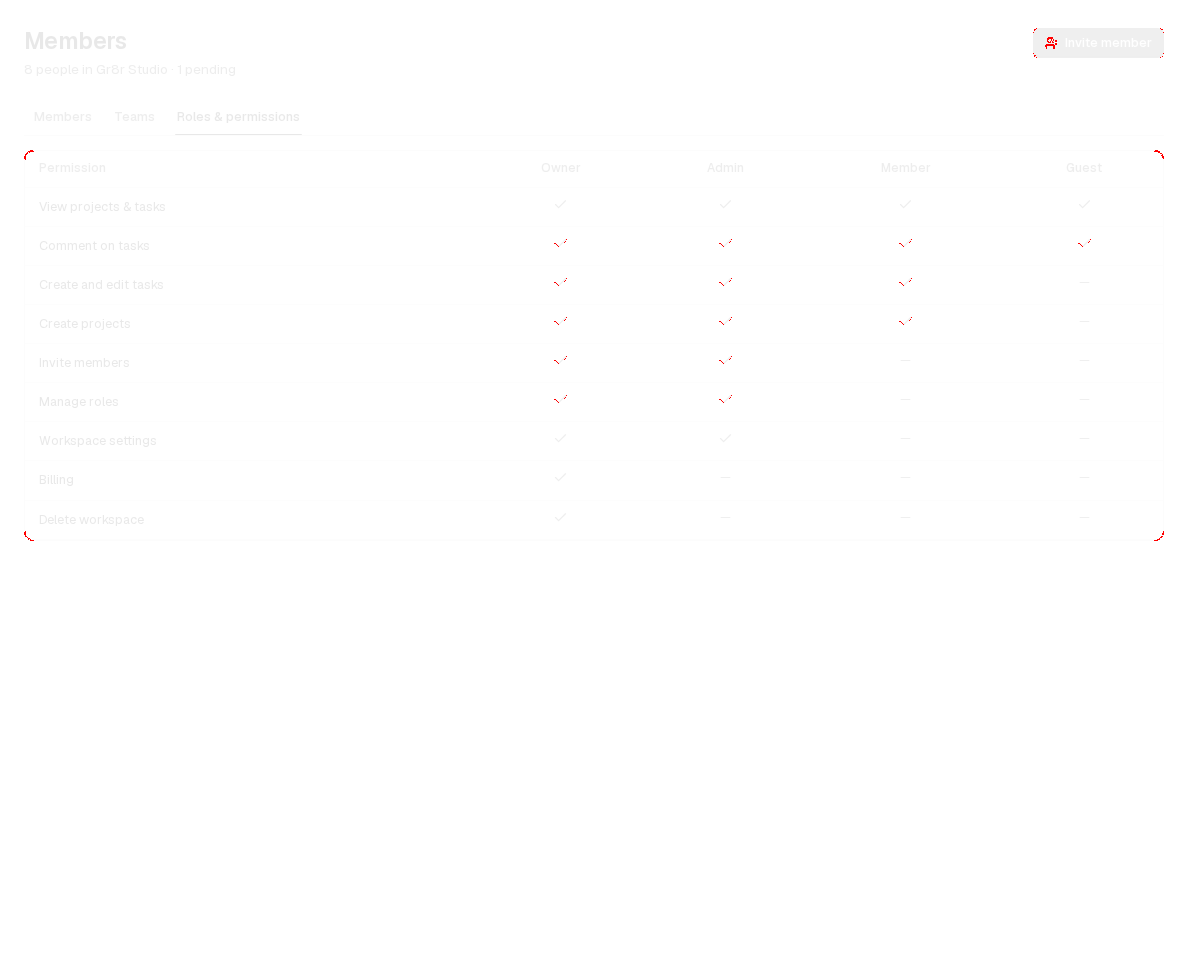 Members
Invite member
8 people in Gr8r Studio · 1 pending
Members Teams Roles & permissions
Permission Owner Admin Member Guest
View projects & tasks
Comment on tasks
Create and edit tasks
Create projects
Invite members
Manage roles
Workspace settings
Billing
Delete workspace